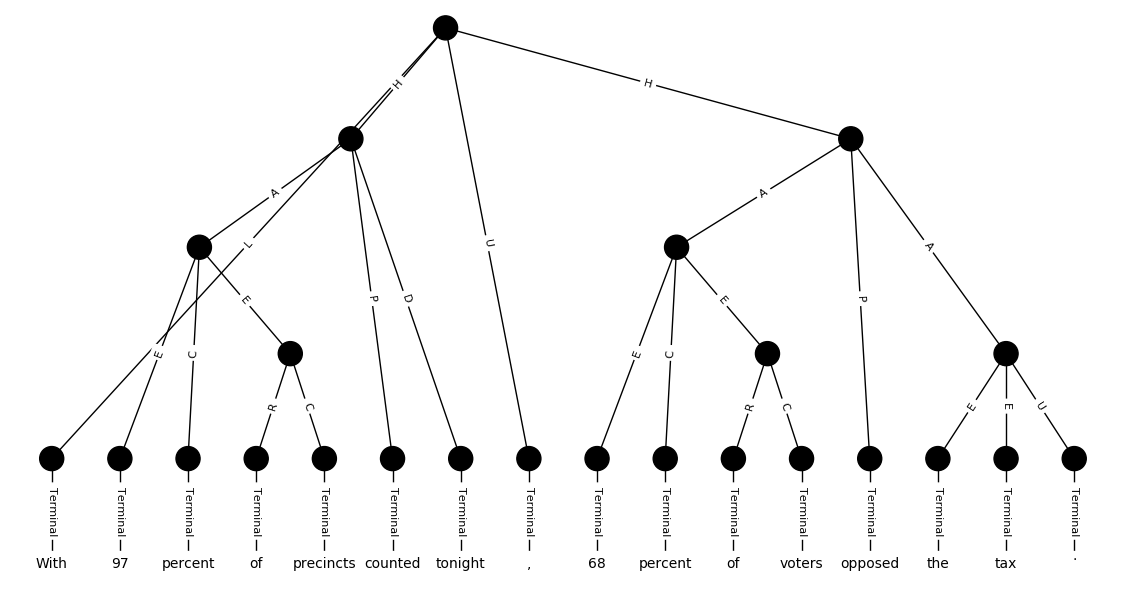 H H
A A
L U A
E P D E P
E C E C
R C R C E E U
Terminal Terminal Terminal Terminal Terminal Terminal Terminal Terminal Terminal Terminal Terminal Terminal Terminal Terminal Terminal Terminal
With 97 percent of precincts counted tonight , 68 percent of voters opposed the tax .